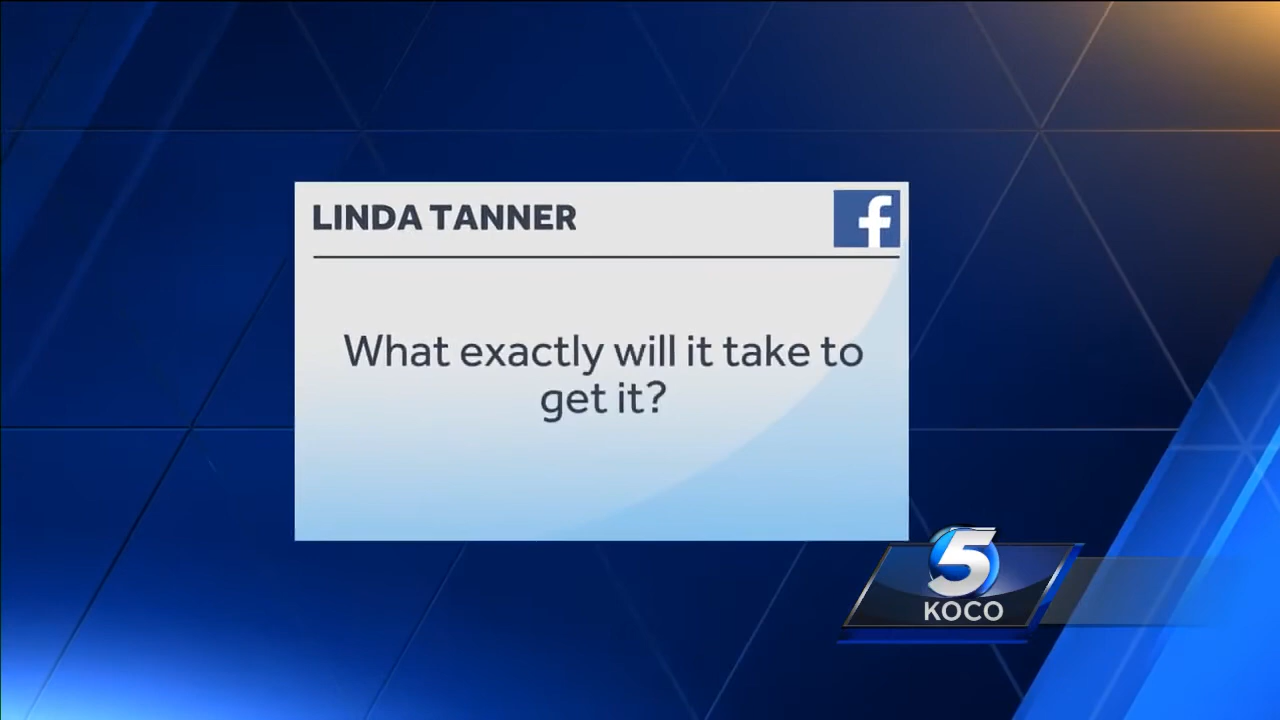 LINDA TANNER
f
What exactly will it take to
get it?
5
KOCO